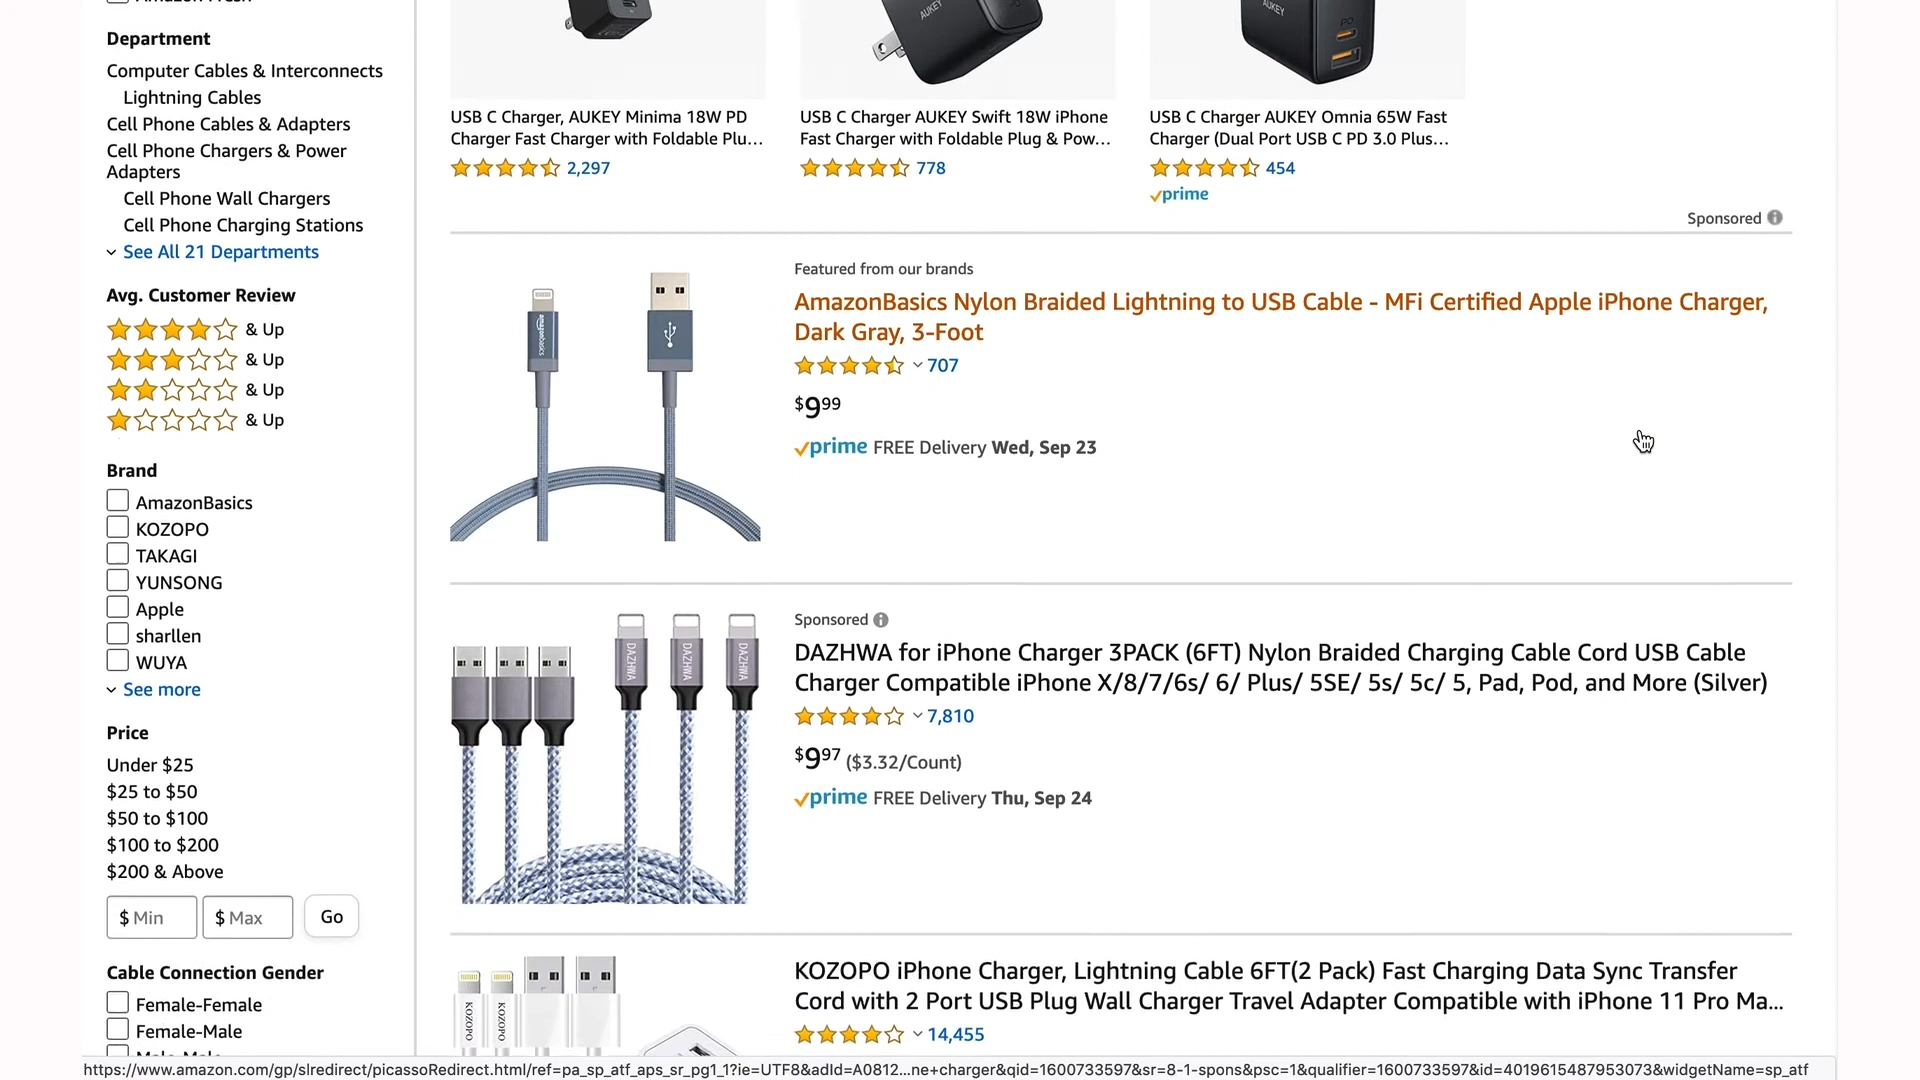 Department
Computer Cables & Interconnects
Lightning Cables
Cell Phone Cables & Adapters
Cell Phone Chargers & Power
Adapters
Cell Phone Wall Chargers
Cell Phone Charging Stations
See All 21 Departments
Avg. Customer Review
& Up
& Up
& Up
& Up
Brand
AmazonBasics
KOZOPO
TAKAGI
YUNSONG
Apple
sharllen
WUYA
See more
Price
Under $25
$25 to $50
$50 to $100
$100 to $200
$200 & Above
$ Min
$ Max
Go
Cable Connection Gender
Female-Female
Female-Male
AUKEY
AUKEY
PD
USB C Charger, AUKEY Minima 18W PD
Charger Fast Charger with Foldable Plu…
2,297
USB C Charger AUKEY Swift 18W iPhone
Fast Charger with Foldable Plug & Pow…
778
USB C Charger AUKEY Omnia 65W Fast
Charger (Dual Port USB C PD 3.0 Plus…
454
prime
Sponsored
amazonbasics
Featured from our brands
AmazonBasics Nylon Braided Lightning to USB Cable - MFi Certified Apple iPhone Charger,
Dark Gray, 3-Foot
707
$9 99
prime FREE Delivery Wed, Sep 23
DAZHWA
DAZHWA
DAZHWA
Sponsored
DAZHWA for iPhone Charger 3PACK (6FT) Nylon Braided Charging Cable Cord USB Cable
Charger Compatible iPhone X/8/7/6s/ 6/ Plus/ 5SE/ 5s/ 5c/ 5, Pad, Pod, and More (Silver)
7,810
$9 97 ($3.32/Count)
prime FREE Delivery Thu, Sep 24
KOZOPO
KOZOPO
KOZOPO iPhone Charger, Lightning Cable 6FT(2 Pack) Fast Charging Data Sync Transfer
Cord with 2 Port USB Plug Wall Charger Travel Adapter Compatible with iPhone 11 Pro Ma...
14,455
https://www.amazon.com/gp/slredirect/picassoRedirect.html/ref=pa_sp_atf_aps_sr_pg1_1?ie=UTF8&adId=A0812...ne+charger&qid=1600733597&sr=8-1-spons&psc=1&qualifier=1600733597&id=4019615487953073&widgetName=sp_atf